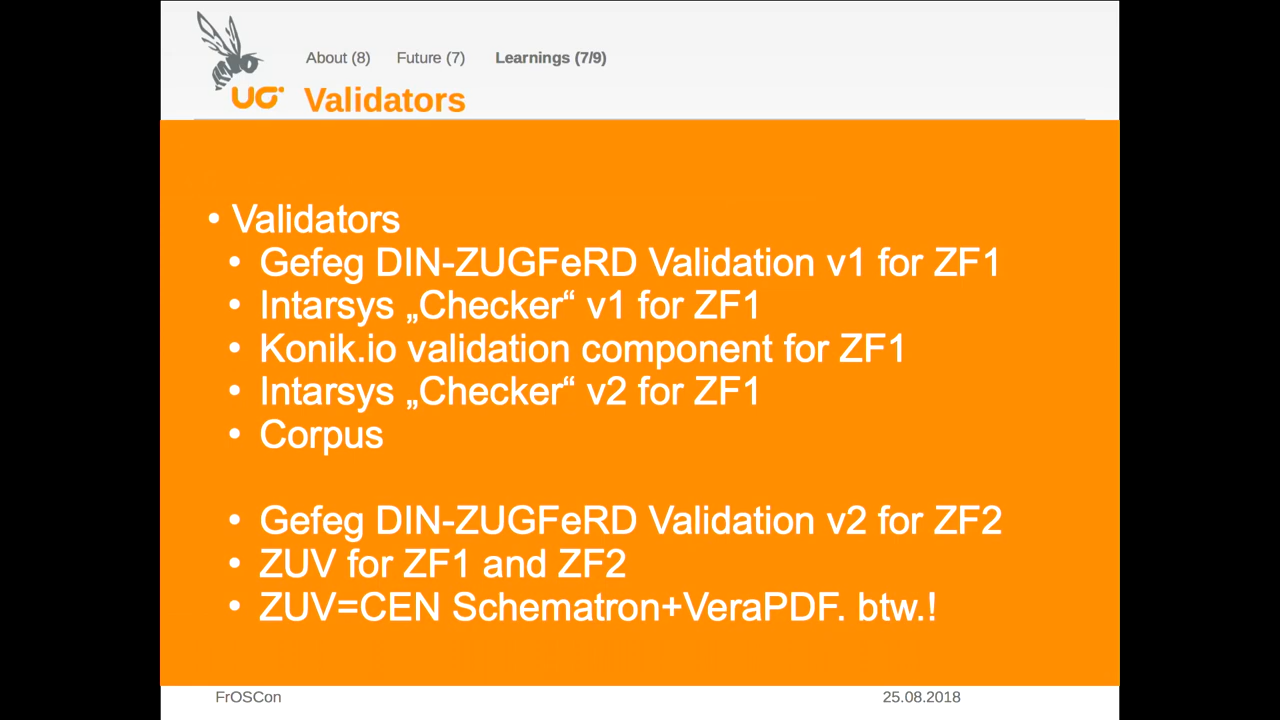 About (8) Future (7) Learnings (7/9)
UG
Validators
• Validators
• Gefeg DIN-ZUGFeRD Validation v1 for ZF1
• Intarsys „Checker“ v1 for ZF1
• Konik.io validation component for ZF1
• Intarsys „Checker“ v2 for ZF1
• Corpus
• Gefeg DIN-ZUGFeRD Validation v2 for ZF2
• ZUV for ZF1 and ZF2
• ZUV=CEN Schematron+VeraPDF. btw.!
FrOSCon 25.08.2018